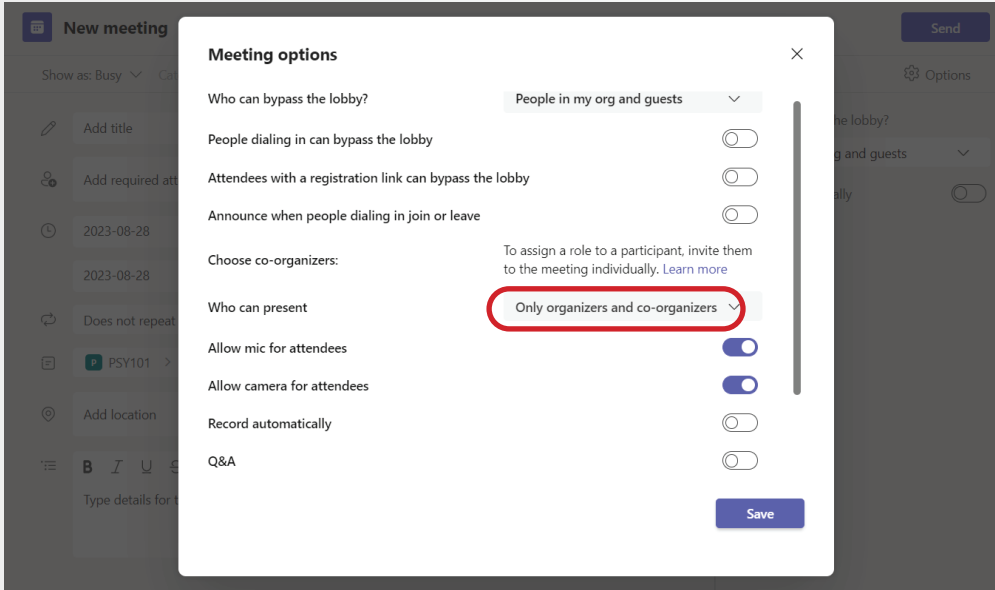 New meeting
Send
Show as: Busy
Options
Meeting options
Who can bypass the lobby?
People in my org and guests
he lobby?
Add title
People dialing in can bypass the lobby
g and guests
Add required att
Attendees with a registration link can bypass the lobby
ally
2023-08-28
Announce when people dialing in join or leave
2023-08-28
Choose co-organizers:
To assign a role to a participant, invite them
to the meeting individually. Learn more
Does not repeat
Who can present
Only organizers and co-organizers
Allow mic for attendees
P PSY101
Allow camera for attendees
Add location
Record automatically
B I U S
Q&A
Type details for t
Save